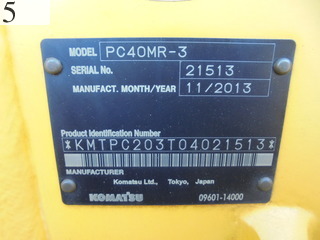 5
MODEL PC40MR-3
SERIAL No. 21513
MANUFACT. MONTH/YEAR 11/2013
Product Identification Number
*KMTPC203T04021513*
MANUFACTURER
Komatsu Ltd., Tokyo, Japan
KOMATSU 09601-14000